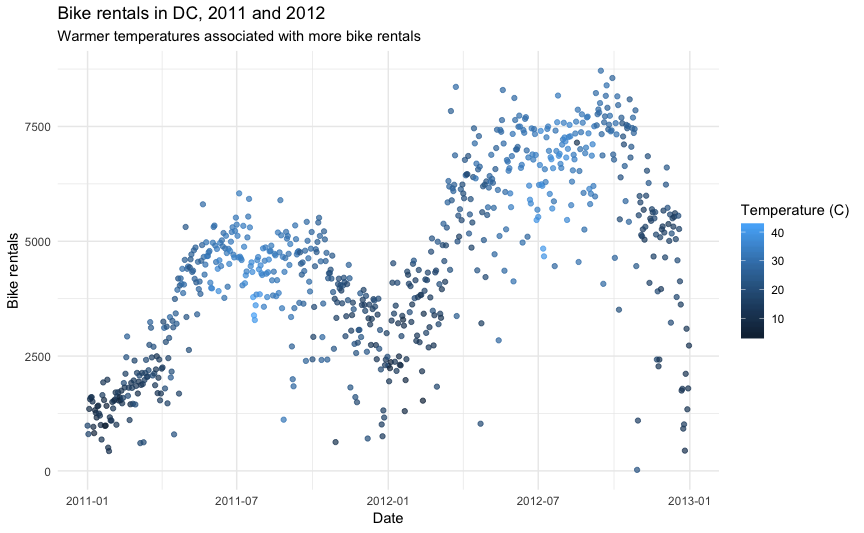 Bike rentals in DC, 2011 and 2012
Warmer temperatures associated with more bike rentals
7500
5000
2500
0
Bike rentals
2011-01
2011-07
2012-01
2012-07
2013-01
Date
Temperature (C)
40
30
20
10